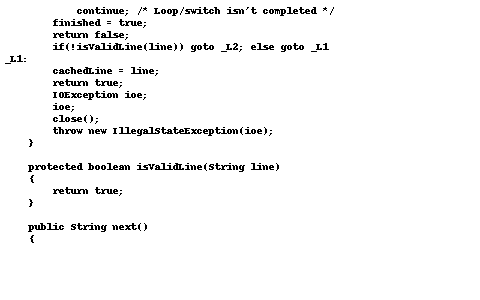 continue; /* Loop/switch isn't completed */
finished = true;
return false;
if(!isValidLine(line)) goto _L2; else goto _L1
_L1:
cachedLine = line;
return true;
IOException ioe;
ioe;
close();
throw new IllegalStateException(ioe);
}
protected boolean isValidLine(String line)
{
return true;
}
public String next()
{